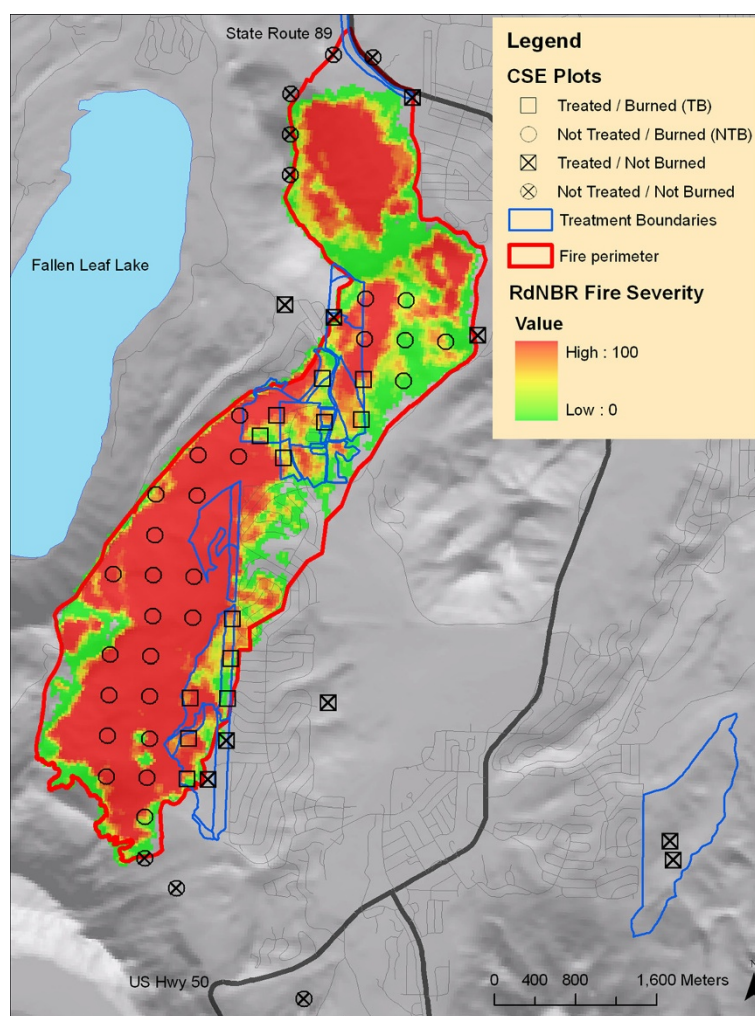 State Route 89
Fallen Leaf Lake
US Hwy 50
Legend
CSE Plots
Treated / Burned (TB)
Not Treated / Burned (NTB)
Treated / Not Burned
Not Treated / Not Burned
Treatment Boundaries
Fire perimeter
RdNBR Fire Severity
Value
High : 100
Low : 0
0 400 800 1,600 Meters
N